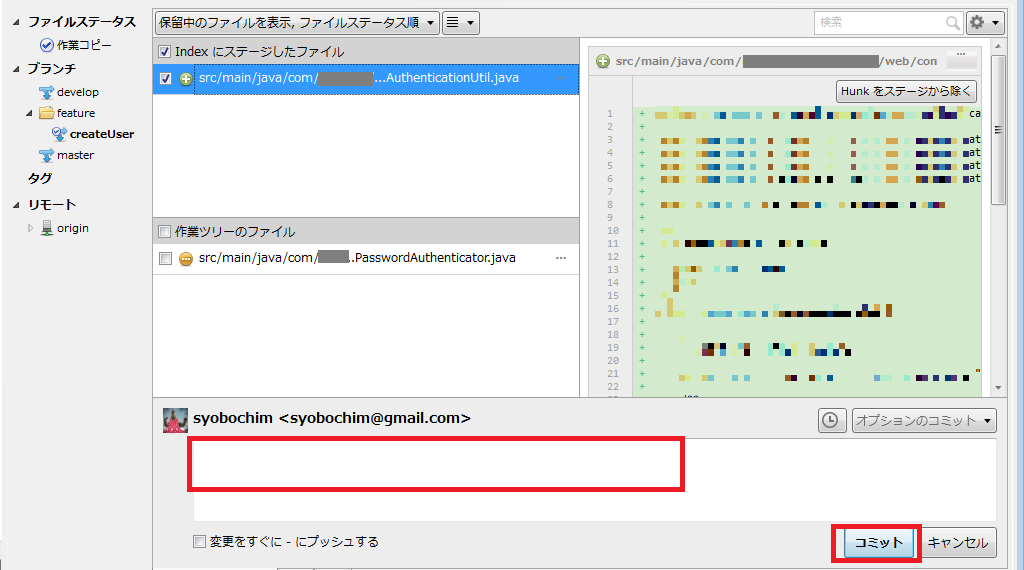 ファイルステータス
作業コピー
ブランチ
develop
feature
createUser
master
タグ
リモート
origin
保留中のファイルを表示, ファイルステータス順
検索
Index にステージしたファイル
src/main/java/com/
...AuthenticationUtil.java
...
作業ツリーのファイル
src/main/java/com/
..PasswordAuthenticator.java
...
src/main/java/com/
/web/con
...
Hunk をステージから除く
1 + ca
2 +
3 + at
4 + at
5 + at
6 + at
7 +
8 +
9 +
10 +
11 +
12 +
13 +
14 +
15 +
16 +
17 +
18 +
19 +
20 +
21 + "
22 +
syobochim <syobochim@gmail.com>
オプションのコミット
変更をすぐに - にプッシュする
コミット
キャンセル